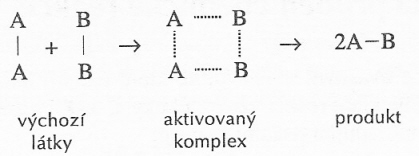 A B A B
+ → → 2A–B
A B A B
výchozí aktivovaný produkt
látky komplex